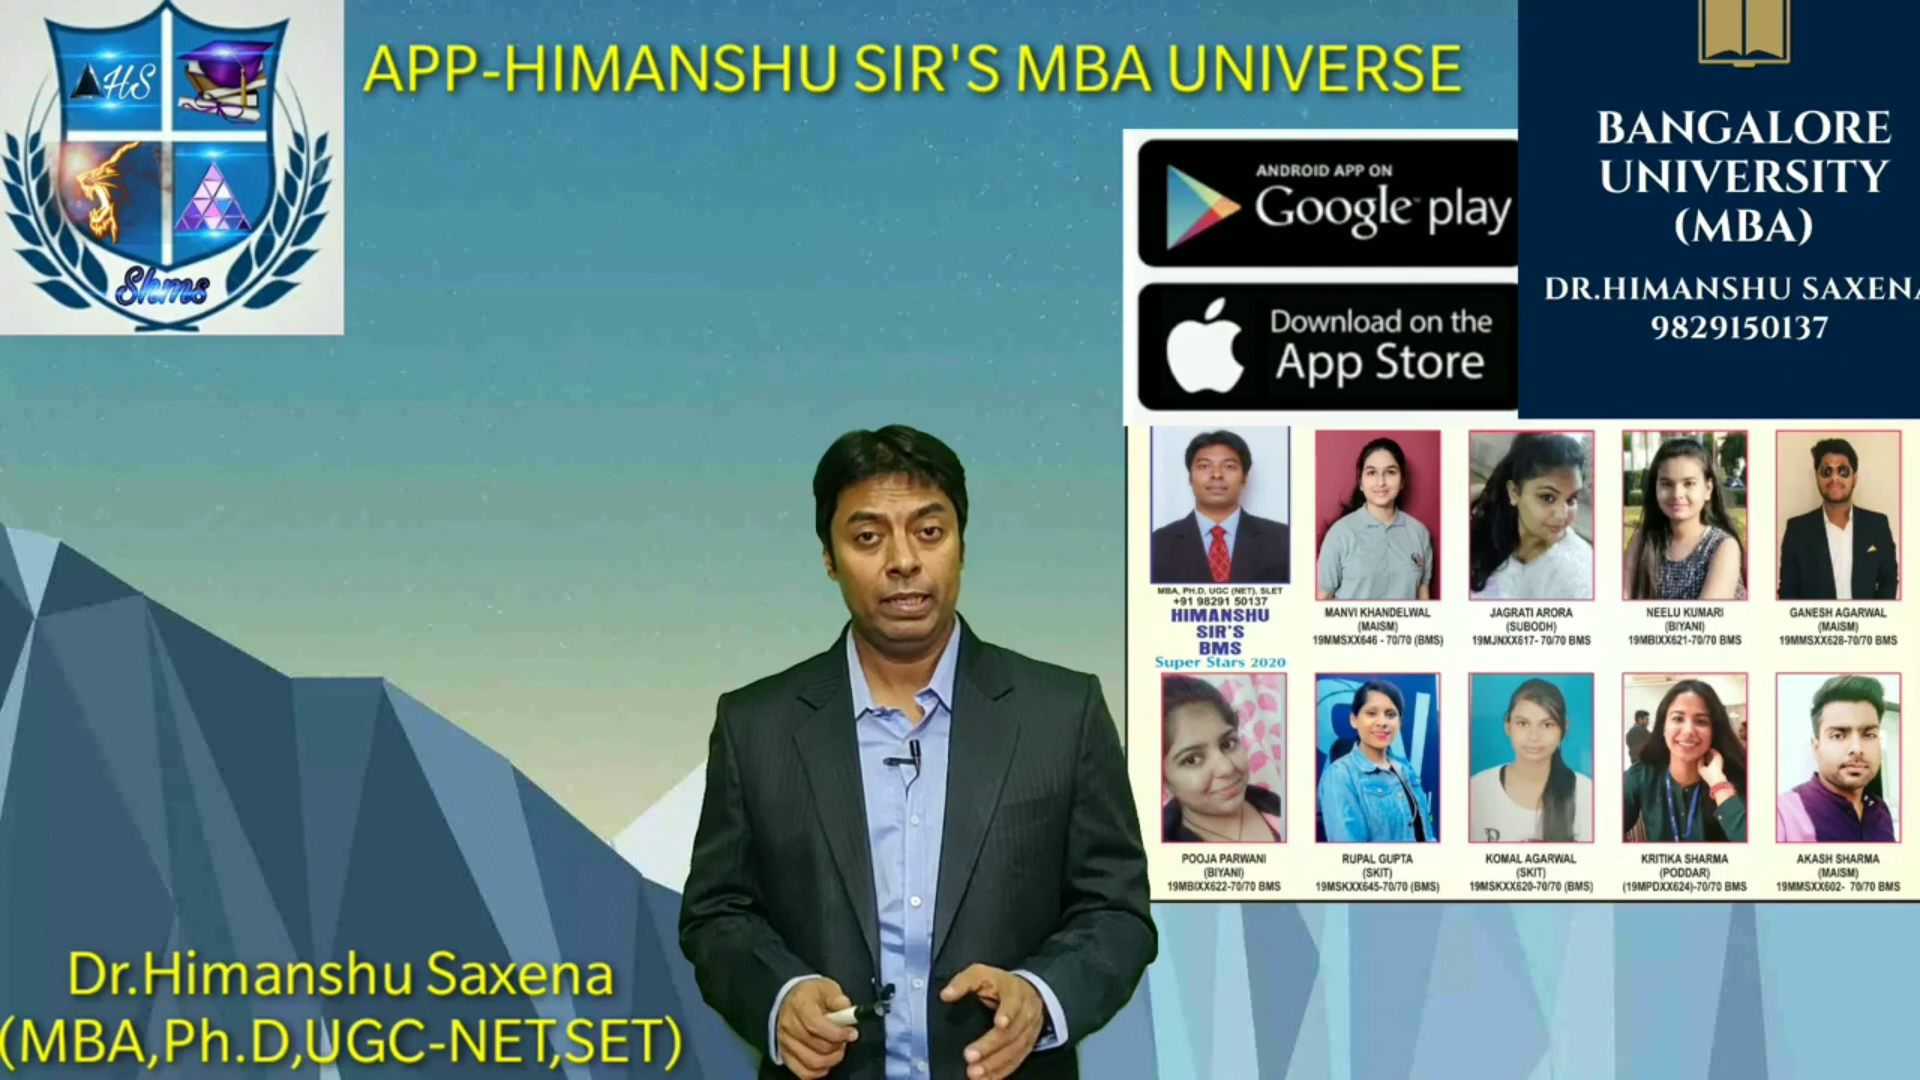 HS
Shms
APP-HIMANSHU SIR'S MBA UNIVERSE
ANDROID APP ON
Google play
Download on the
App Store
BANGALORE
UNIVERSITY
(MBA)
DR.HIMANSHU SAXENA
9829150137
MBA, PH.D, UGC (NET), SLET
+91 98291 50137
HIMANSHU
SIR'S
BMS
Super Stars 2020
MANVI KHANDELWAL
(MAISM)
19MMSXX646 - 70/70 (BMS)
JAGRATI ARORA
(SUBODH)
19MJNXX617- 70/70 BMS
NEELU KUMARI
(BIYANI)
19MBIXX621-70/70 BMS
GANESH AGARWAL
(MAISM)
19MMSXX628-70/70 BMS
POOJA PARWANI
(BIYANI)
19MBIXX622-70/70 BMS
RUPAL GUPTA
(SKIT)
19MSKXX645-70/70 (BMS)
KOMAL AGARWAL
(SKIT)
19MSKXX620-70/70 (BMS)
KRITIKA SHARMA
(PODDAR)
(19MPDXX624)-70/70 BMS
AKASH SHARMA
(MAISM)
19MMSXX602- 70/70 BMS
Dr.Himanshu Saxena
(MBA,Ph.D,UGC-NET,SET)